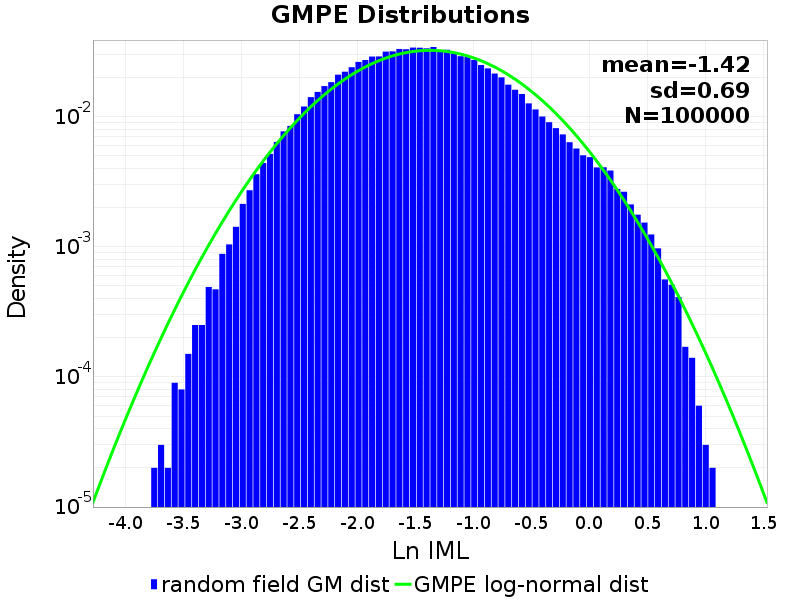 GMPE Distributions
mean=-1.42
sd=0.69
N=100000
10-2
10-3
10-4
10-5
Density
-4.0 -3.5 -3.0 -2.5 -2.0 -1.5 -1.0 -0.5 0.0 0.5 1.0 1.5
Ln IML
random field GM dist GMPE log-normal dist